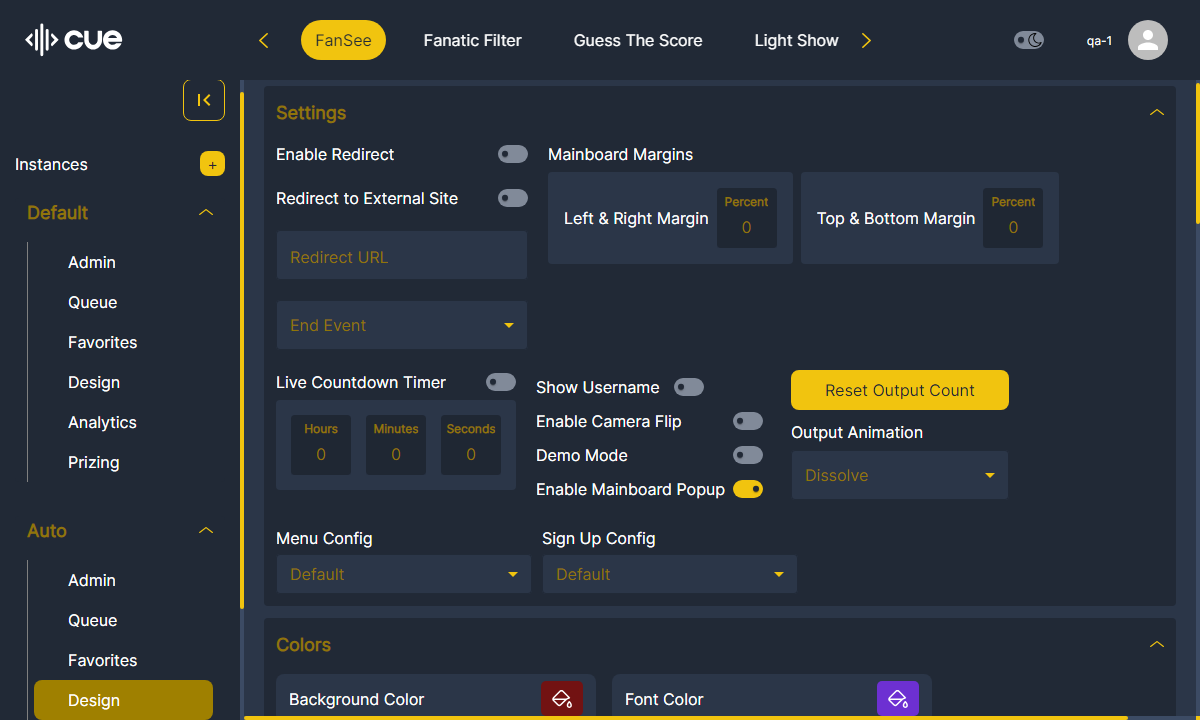 cue
FanSee
Fanatic Filter
Guess The Score
Light Show
qa-1
Instances
+
Default
Admin
Queue
Favorites
Design
Analytics
Prizing
Auto
Admin
Queue
Favorites
Design
Settings
Enable Redirect
Redirect to External Site
Redirect URL
End Event
Mainboard Margins
Left & Right Margin
Percent
0
Top & Bottom Margin
Percent
0
Live Countdown Timer
Hours
0
Minutes
0
Seconds
0
Show Username
Enable Camera Flip
Demo Mode
Enable Mainboard Popup
Reset Output Count
Output Animation
Dissolve
Menu Config
Default
Sign Up Config
Default
Colors
Background Color
Font Color